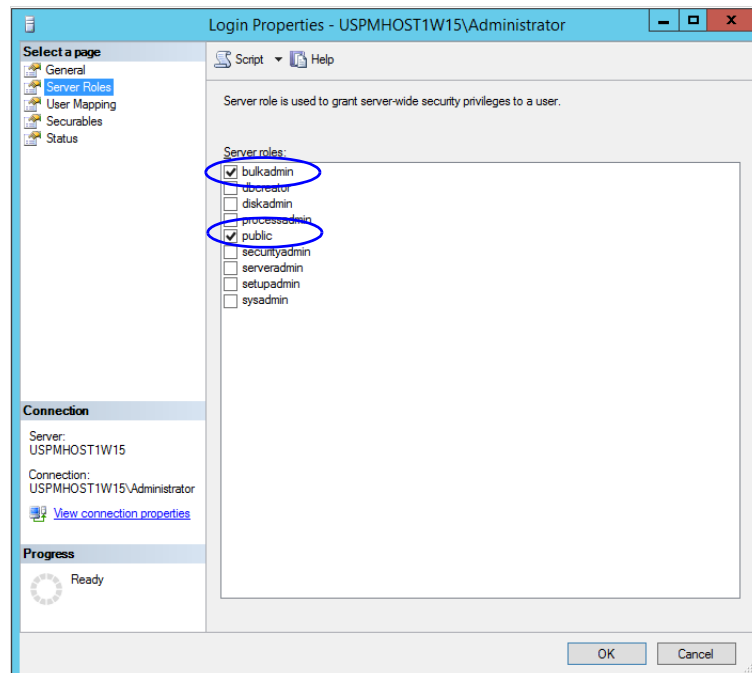 Login Properties - USPMHOST1W15\Administrator
Select a page
General
Server Roles
User Mapping
Securables
Status
Script
Help
Server role is used to grant server-wide security privileges to a user.
Server roles:
bulkadmin
dbcreator
diskadmin
processadmin
public
securityadmin
serveradmin
setupadmin
sysadmin
Connection
Server:
USPMHOST1W15
Connection:
USPMHOST1W15\Administrator
View connection properties
Progress
Ready
OK
Cancel